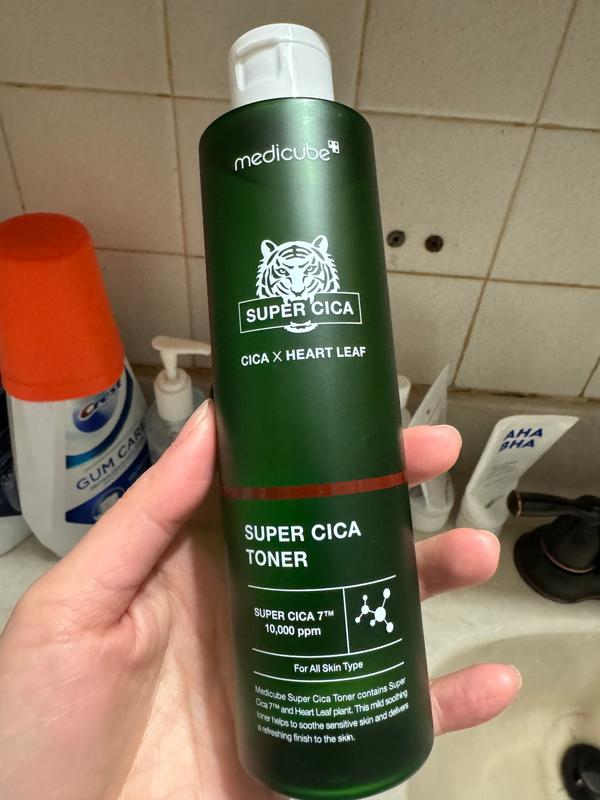 medicube
SUPER CICA
CICA X HEART LEAF
SUPER CICA
TONER
SUPER CICA 7™
10,000 ppm
For All Skin Type
Medicube Super Cica Toner contains Super
Cica 7™ and Heart Leaf plant. This mild soothing
toner helps to soothe sensitive skin and delivers
a refreshing finish to the skin.
Crest
GUM CARE
AHA
BHA